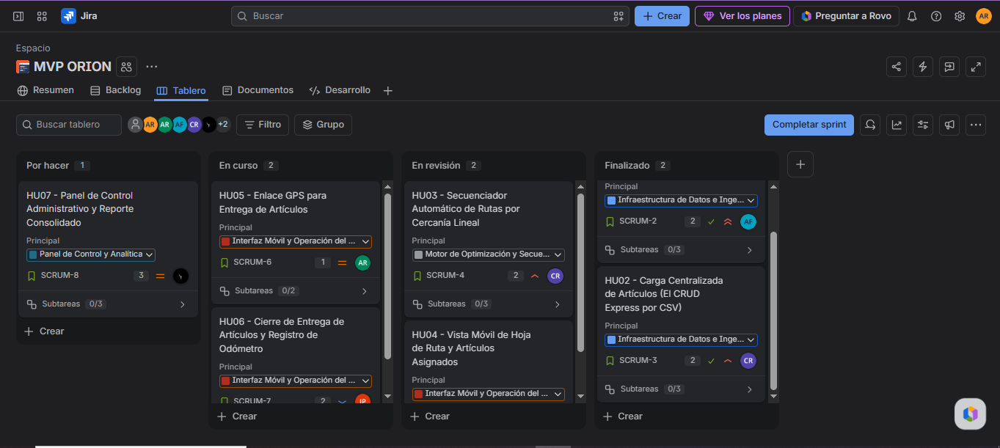 Jira
Buscar
Crear
Ver los planes
Preguntar a Rovo
AR
Espacio
MVP ORION
Resumen
Backlog
Tablero
Documentos
Desarrollo
Buscar tablero
AR
AR
AF
CR
+2
Filtro
Grupo
Completar sprint
Por hacer 1
HU07 - Panel de Control
Administrativo y Reporte
Consolidado
Principal
Panel de Control y Analítica
SCRUM-8 3
Subtareas 0/3
Crear
En curso 2
HU05 - Enlace GPS para
Entrega de Artículos
Principal
Interfaz Móvil y Operación del ...
SCRUM-6 1 AR
Subtareas 0/2
HU06 - Cierre de Entrega de
Artículos y Registro de
Odómetro
Principal
Interfaz Móvil y Operación del ...
SCRUM-7 2 JP
Crear
En revisión 2
HU03 - Secuenciador
Automático de Rutas por
Cercanía Lineal
Principal
Motor de Optimización y Secue...
SCRUM-4 2 CR
Subtareas 0/3
HU04 - Vista Móvil de Hoja
de Ruta y Artículos
Asignados
Principal
Interfaz Móvil y Operación del ...
Crear
Finalizado 2
Principal
Infraestructura de Datos e Inge...
SCRUM-2 2 AF
Subtareas 0/3
HU02 - Carga Centralizada
de Artículos (El CRUD
Express por CSV)
Principal
Infraestructura de Datos e Inge...
SCRUM-3 2 CR
Subtareas 0/3
Crear